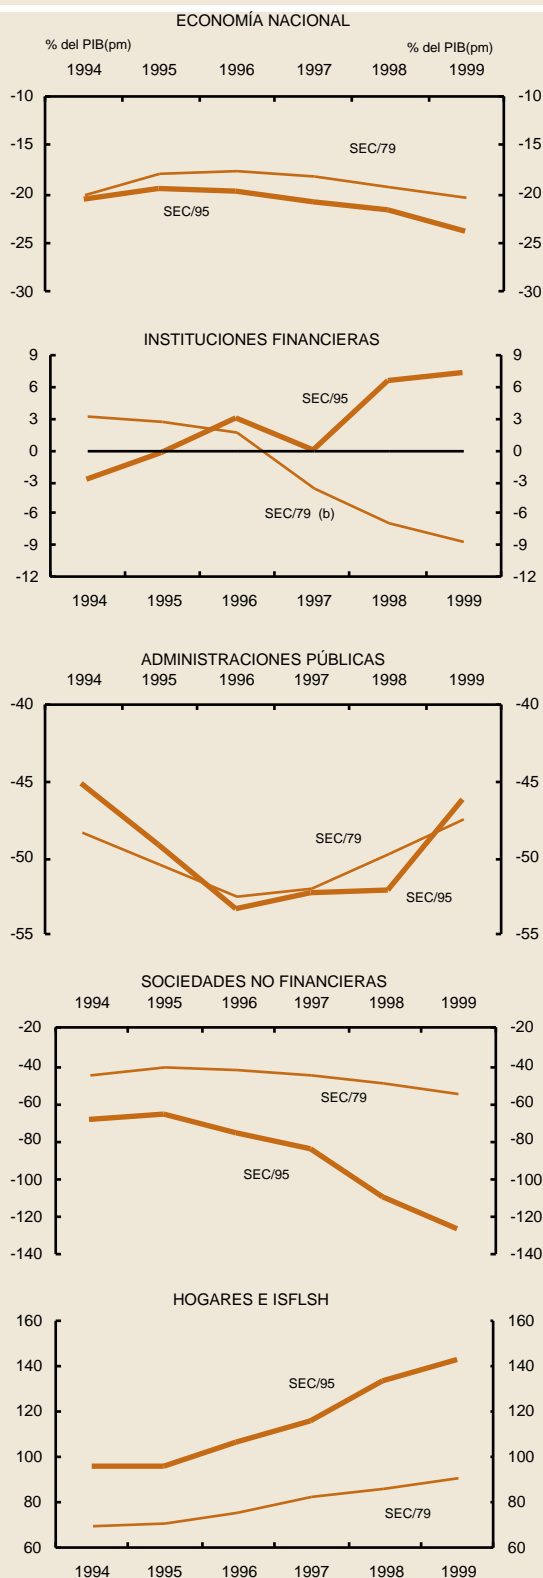 ECONOMÍA NACIONAL
% del PIB(pm) % del PIB(pm)
1994 1995 1996 1997 1998 1999
-10 -10
-15 -15
SEC/79
-20 -20
SEC/95
-25 -25
-30 -30
INSTITUCIONES FINANCIERAS
9 9
6 6
SEC/95
3 3
0 0
-3 -3
-6 -6
SEC/79 (b)
-9 -9
-12 -12
1994 1995 1996 1997 1998 1999
ADMINISTRACIONES PÚBLICAS
1994 1995 1996 1997 1998 1999
-40 -40
-45 -45
SEC/79
-50 -50
SEC/95
-55 -55
SOCIEDADES NO FINANCIERAS
1994 1995 1996 1997 1998 1999
-20 -20
-40 -40
SEC/79
-60 -60
-80 -80
SEC/95
-100 -100
-120 -120
-140 -140
HOGARES E ISFLSH
160 160
140 140
SEC/95
120 120
100 100
80 80
SEC/79
60 60
1994 1995 1996 1997 1998 1999